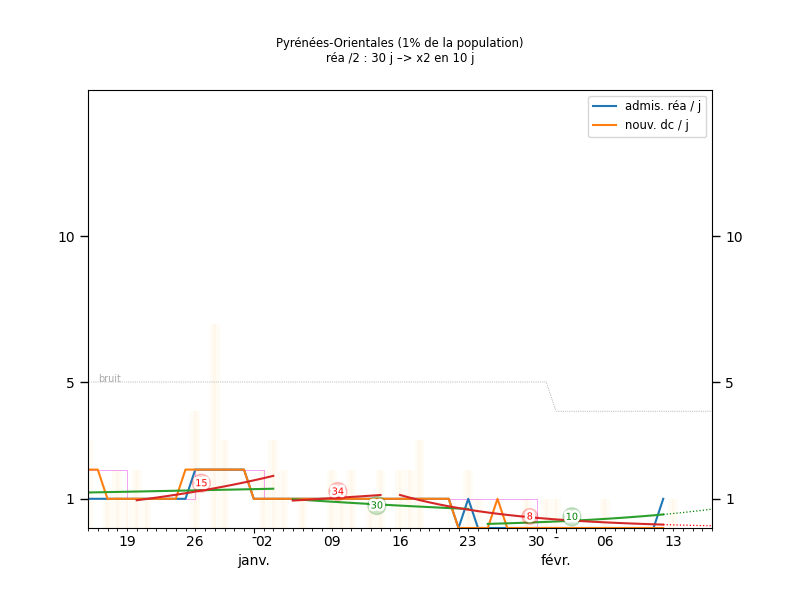 Pyrénées-Orientales (1% de la population)
réa /2 : 30 j –> x2 en 10 j
admis. réa / j
nouv. dc / j
10 10
bruit
5 5
15
34
30
8
10
1 1
19 26 02 09 16 23 30 06 13
janv. févr.